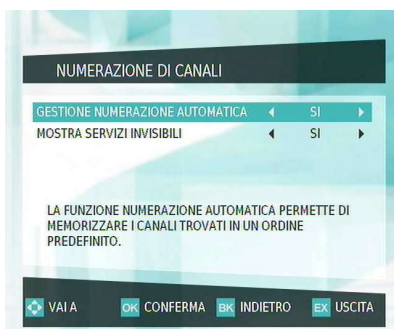 NUMERAZIONE DI CANALI
GESTIONE NUMERAZIONE AUTOMATICA SI
MOSTRA SERVIZI INVISIBILI SI
LA FUNZIONE NUMERAZIONE AUTOMATICA PERMETTE DI
MEMORIZZARE I CANALI TROVATI IN UN ORDINE
PREDEFINITO.
VAI A OK CONFERMA BK INDIETRO EX USCITA